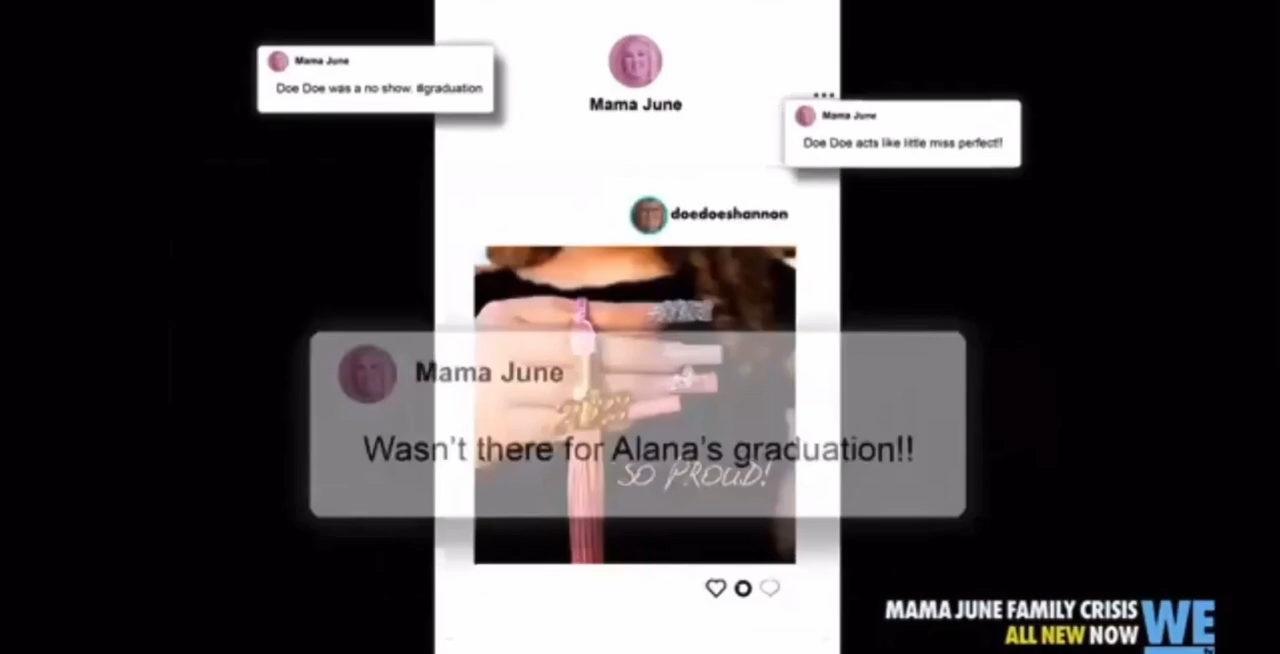 Mama June
Doe Doe was a no show. #graduation
Mama June
Mama June
Doe Doe acts like little miss perfect!!
doedoeshannon
Mama June
Wasn't there for Alana's graduation!!
2023
SO PROUD!
MAMA JUNE FAMILY CRISIS
ALL NEW NOW
WE